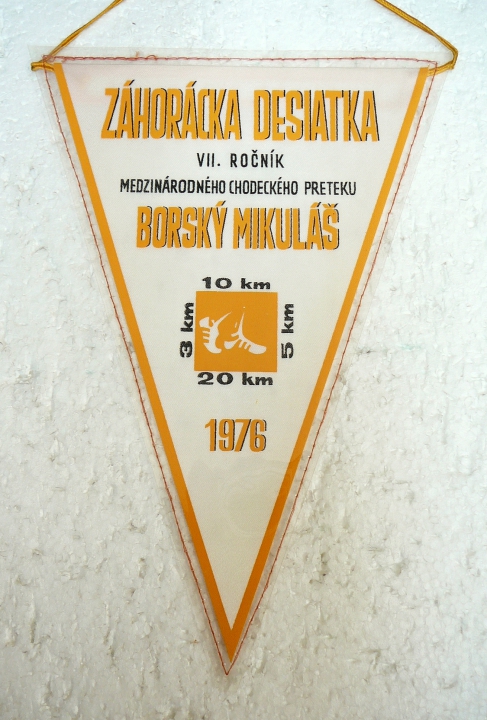 ZÁHORÁCKA DESIATKA
VII. ROČNÍK
MEDZINÁRODNÉHO CHODECKÉHO PRETEKU
BORSKÝ MIKULÁŠ
10 km
3 km
5 km
20 km
1976